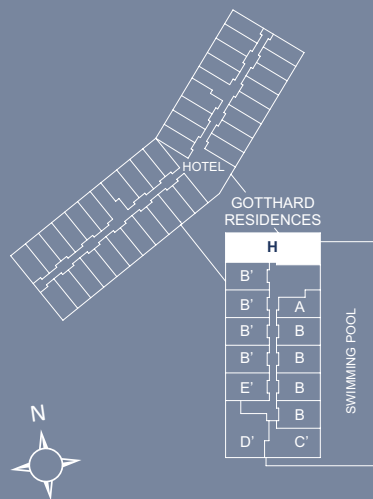 HOTEL
GOTTHARD
RESIDENCES
H
B'
B'
A
B'
B
B'
B
E'
B
B
D'
C'
SWIMMING POOL
N